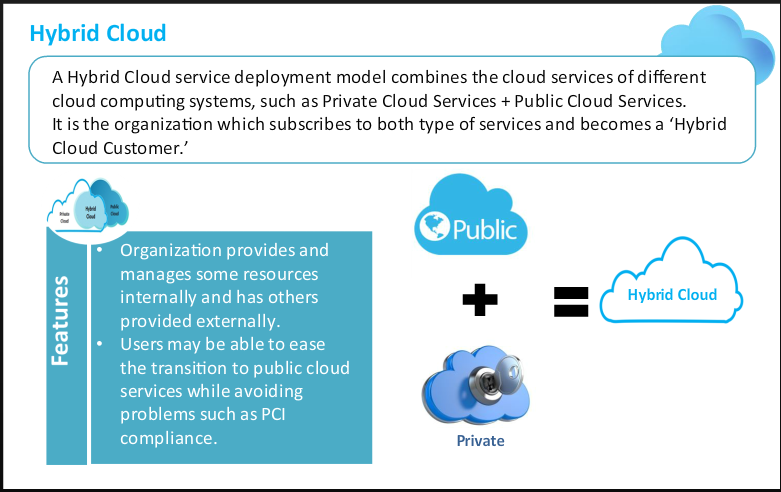 Hybrid Cloud
A Hybrid Cloud service deployment model combines the cloud services of different
cloud computing systems, such as Private Cloud Services + Public Cloud Services.
It is the organization which subscribes to both type of services and becomes a ‘Hybrid
Cloud Customer.’
Private
Cloud
Hybrid
Cloud
Public
Cloud
Features
• Organization provides and
manages some resources
internally and has others
provided externally.
• Users may be able to ease
the transition to public cloud
services while avoiding
problems such as PCI
compliance.
Public
+
Private
=
Hybrid Cloud